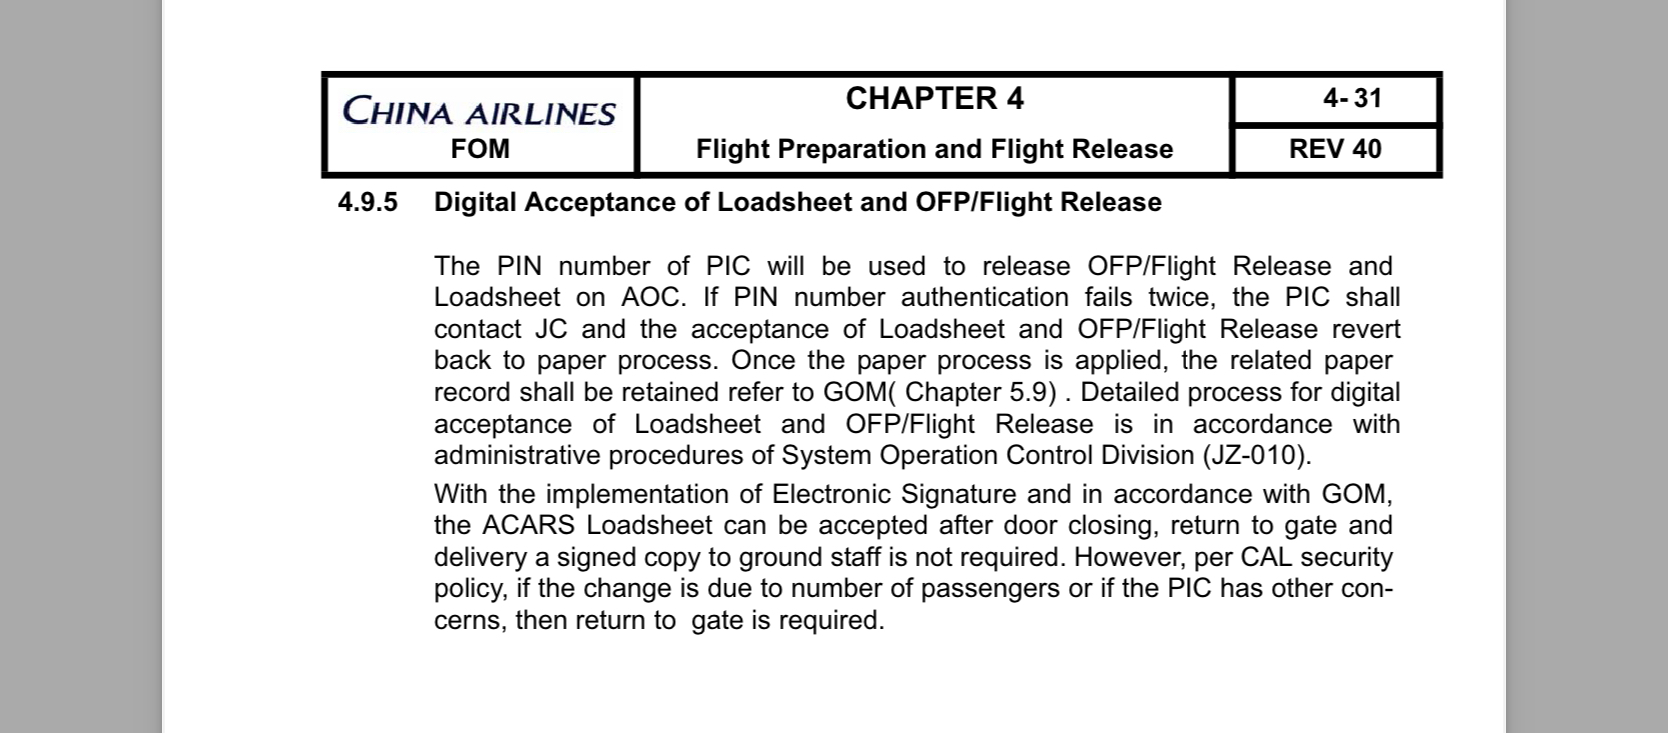 CHINA AIRLINES
FOM
CHAPTER 4
Flight Preparation and Flight Release
4- 31
REV 40
4.9.5 Digital Acceptance of Loadsheet and OFP/Flight Release
The PIN number of PIC will be used to release OFP/Flight Release and
Loadsheet on AOC. If PIN number authentication fails twice, the PIC shall
contact JC and the acceptance of Loadsheet and OFP/Flight Release revert
back to paper process. Once the paper process is applied, the related paper
record shall be retained refer to GOM( Chapter 5.9) . Detailed process for digital
acceptance of Loadsheet and OFP/Flight Release is in accordance with
administrative procedures of System Operation Control Division (JZ-010).
With the implementation of Electronic Signature and in accordance with GOM,
the ACARS Loadsheet can be accepted after door closing, return to gate and
delivery a signed copy to ground staff is not required. However, per CAL security
policy, if the change is due to number of passengers or if the PIC has other con-
cerns, then return to gate is required.